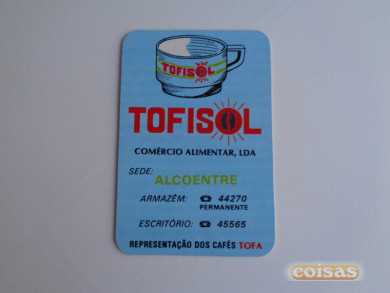 TOFISOL
TOFISOL
COMÉRCIO ALIMENTAR, LDA
SEDE:
ALCOENTRE
ARMAZÉM: ☎ 44270
PERMANENTE
ESCRITÓRIO: ☎ 45565
REPRESENTAÇÃO DOS CAFÉS TOFA
coisas